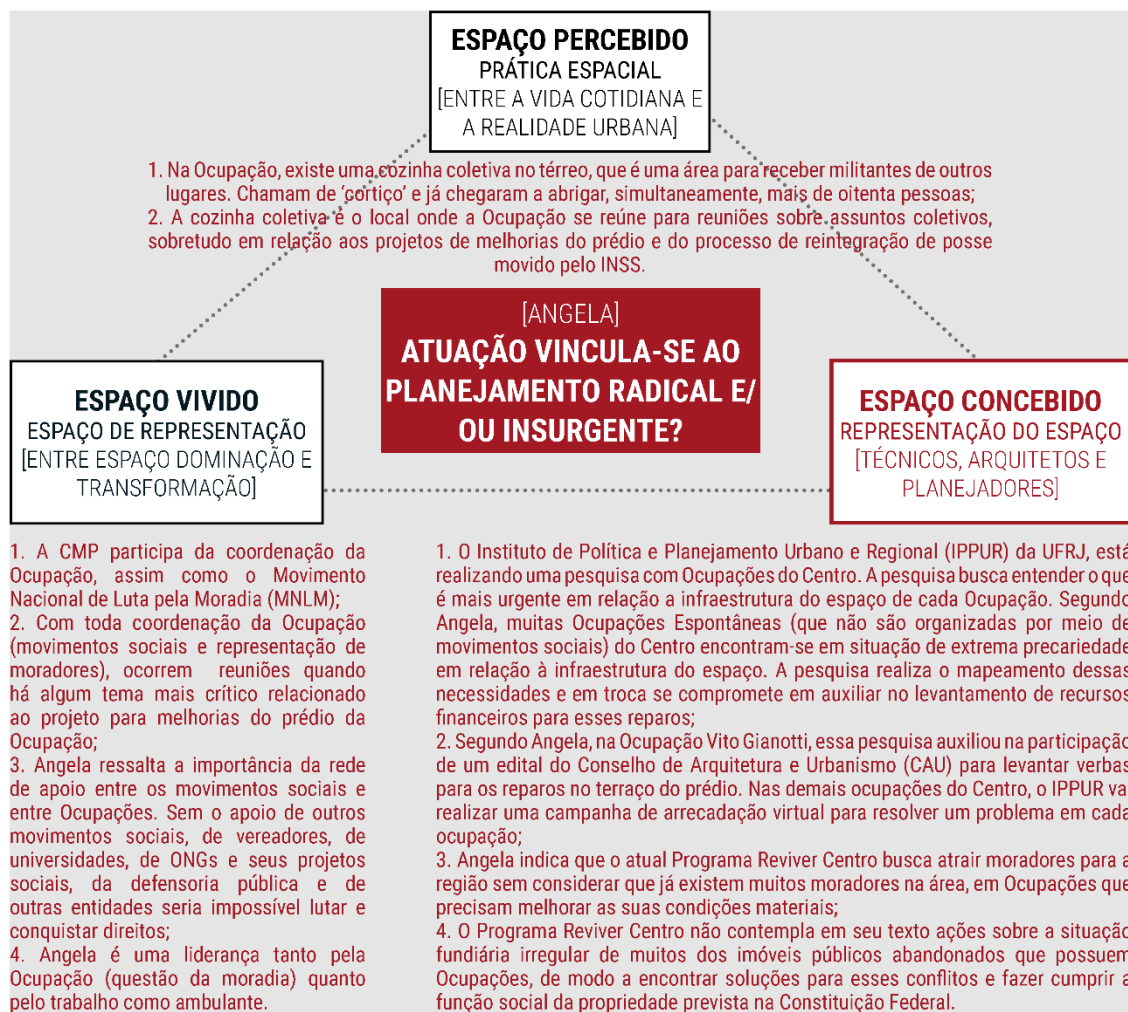 ESPAÇO PERCEBIDO
PRÁTICA ESPACIAL
[ENTRE A VIDA COTIDIANA E
A REALIDADE URBANA]
1. Na Ocupação, existe uma cozinha coletiva no térreo, que é uma área para receber militantes de outros
lugares. Chamam de ‘cortiço’ e já chegaram a abrigar, simultaneamente, mais de oitenta pessoas;
2. A cozinha coletiva é o local onde a Ocupação se reúne para reuniões sobre assuntos coletivos,
sobretudo em relação aos projetos de melhorias do prédio e do processo de reintegração de posse
movido pelo INSS.
[ANGELA]
ATUAÇÃO VINCULA-SE AO
PLANEJAMENTO RADICAL E/
OU INSURGENTE?
ESPAÇO VIVIDO
ESPAÇO DE REPRESENTAÇÃO
[ENTRE ESPAÇO DOMINAÇÃO E
TRANSFORMAÇÃO]
ESPAÇO CONCEBIDO
REPRESENTAÇÃO DO ESPAÇO
[TÉCNICOS, ARQUITETOS E
PLANEJADORES]
1. A CMP participa da coordenação da
Ocupação, assim como o Movimento
Nacional de Luta pela Moradia (MNLM);
2. Com toda coordenação da Ocupação
(movimentos sociais e representação de
moradores), ocorrem reuniões quando
há algum tema mais crítico relacionado
ao projeto para melhorias do prédio da
Ocupação;
3. Angela ressalta a importância da rede
de apoio entre os movimentos sociais e
entre Ocupações. Sem o apoio de outros
movimentos sociais, de vereadores, de
universidades, de ONGs e seus projetos
sociais, da defensoria pública e de
outras entidades seria impossível lutar e
conquistar direitos;
4. Angela é uma liderança tanto pela
Ocupação (questão da moradia) quanto
pelo trabalho como ambulante.
1. O Instituto de Política e Planejamento Urbano e Regional (IPPUR) da UFRJ, está
realizando uma pesquisa com Ocupações do Centro. A pesquisa busca entender o que
é mais urgente em relação a infraestrutura do espaço de cada Ocupação. Segundo
Angela, muitas Ocupações Espontâneas (que não são organizadas por meio de
movimentos sociais) do Centro encontram-se em situação de extrema precariedade
em relação à infraestrutura do espaço. A pesquisa realiza o mapeamento dessas
necessidades e em troca se compromete em auxiliar no levantamento de recursos
financeiros para esses reparos;
2. Segundo Angela, na Ocupação Vito Gianotti, essa pesquisa auxiliou na participação
de um edital do Conselho de Arquitetura e Urbanismo (CAU) para levantar verbas
para os reparos no terraço do prédio. Nas demais ocupações do Centro, o IPPUR va
realizar uma campanha de arrecadação virtual para resolver um problema em cada
ocupação;
3. Angela indica que o atual Programa Reviver Centro busca atrair moradores para a
região sem considerar que já existem muitos moradores na área, em Ocupações que
precisam melhorar as suas condições materiais;
4. O Programa Reviver Centro não contempla em seu texto ações sobre a situação
fundiária irregular de muitos dos imóveis públicos abandonados que possuem
Ocupações, de modo a encontrar soluções para esses conflitos e fazer cumprir a
função social da propriedade prevista na Constituição Federal.